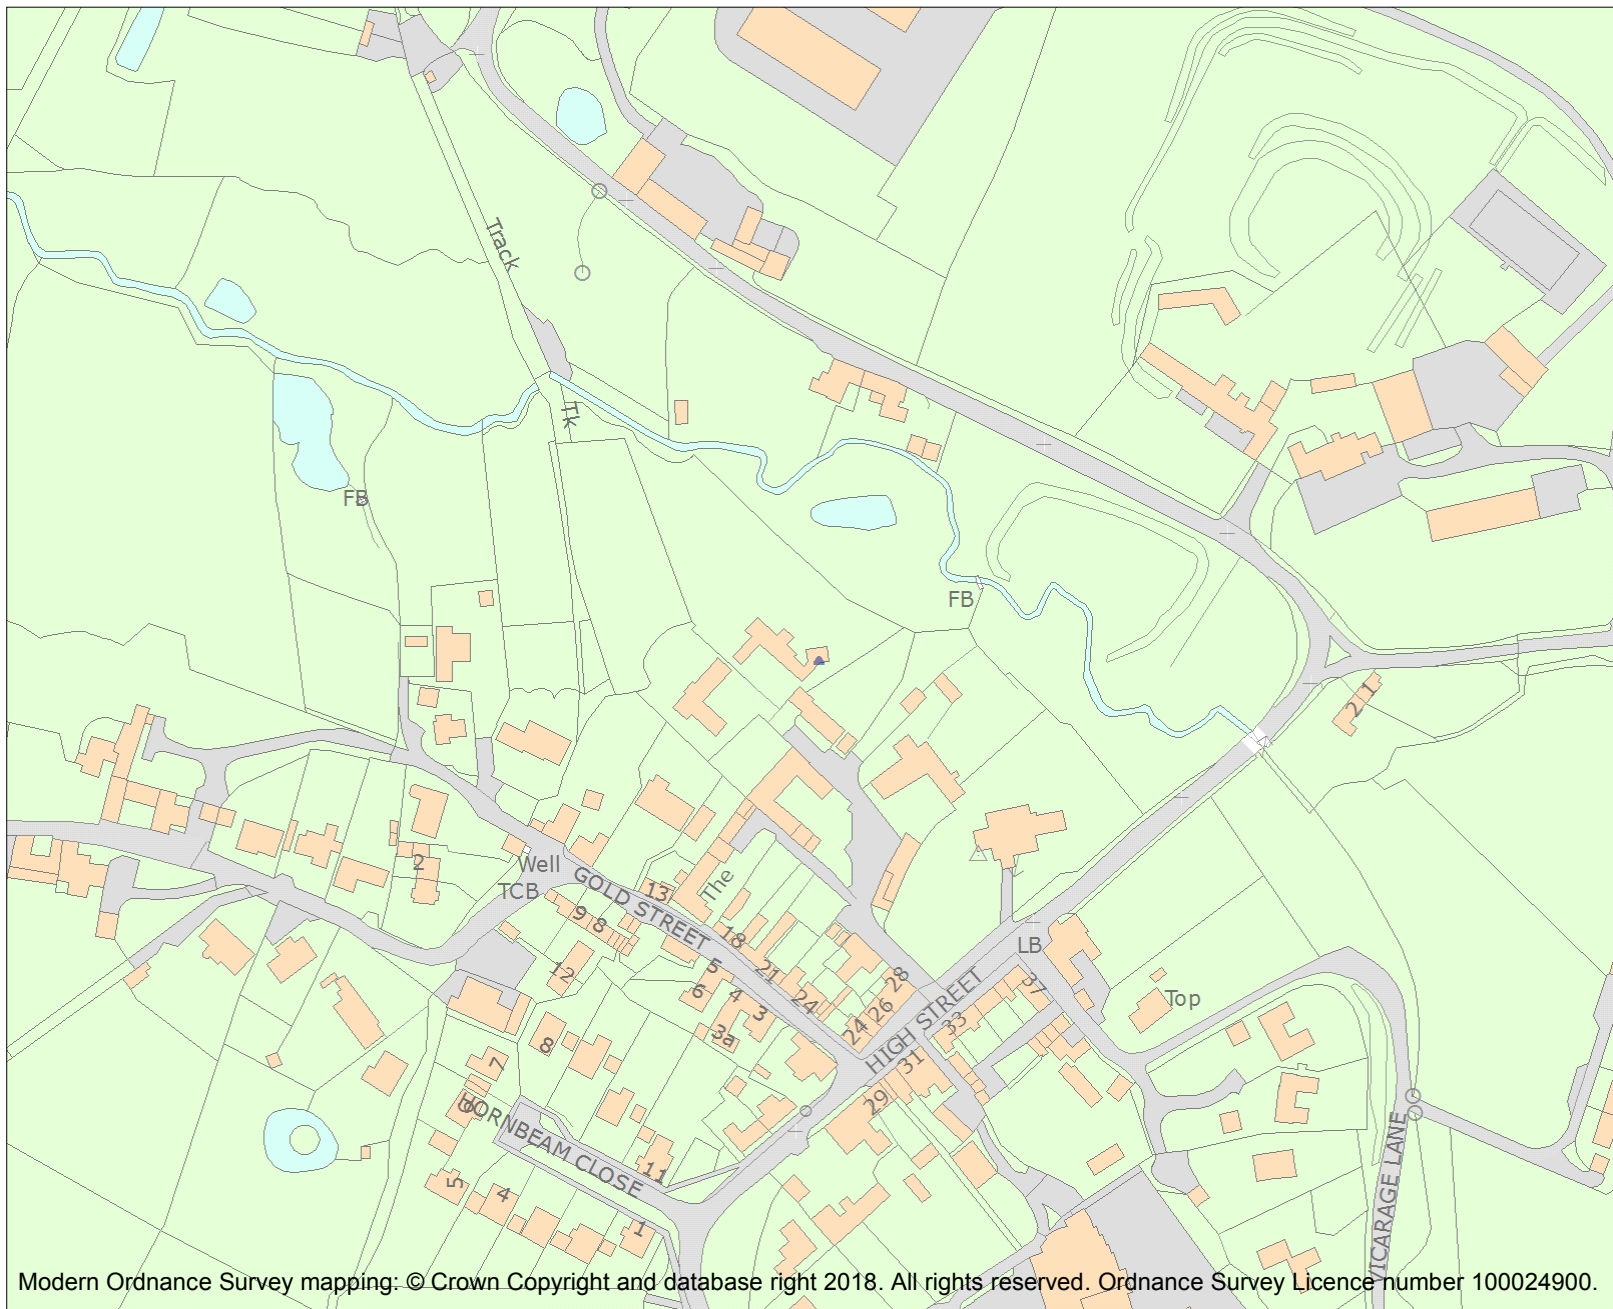 Track
Tk
FB
FB
2 1
2
Well
TCB
GOLD STREET
13
The
9
8
18
12
5
21
6
4
24
28
3
3a
26
24
HIGH STREET
LB
37
33
31
29
Top
8
7
6
HORNBEAM CLOSE
11
5
4
1
VICARAGE LANE
Modern Ordnance Survey mapping: © Crown Copyright and database right 2018. All rights reserved. Ordnance Survey Licence number 100024900.